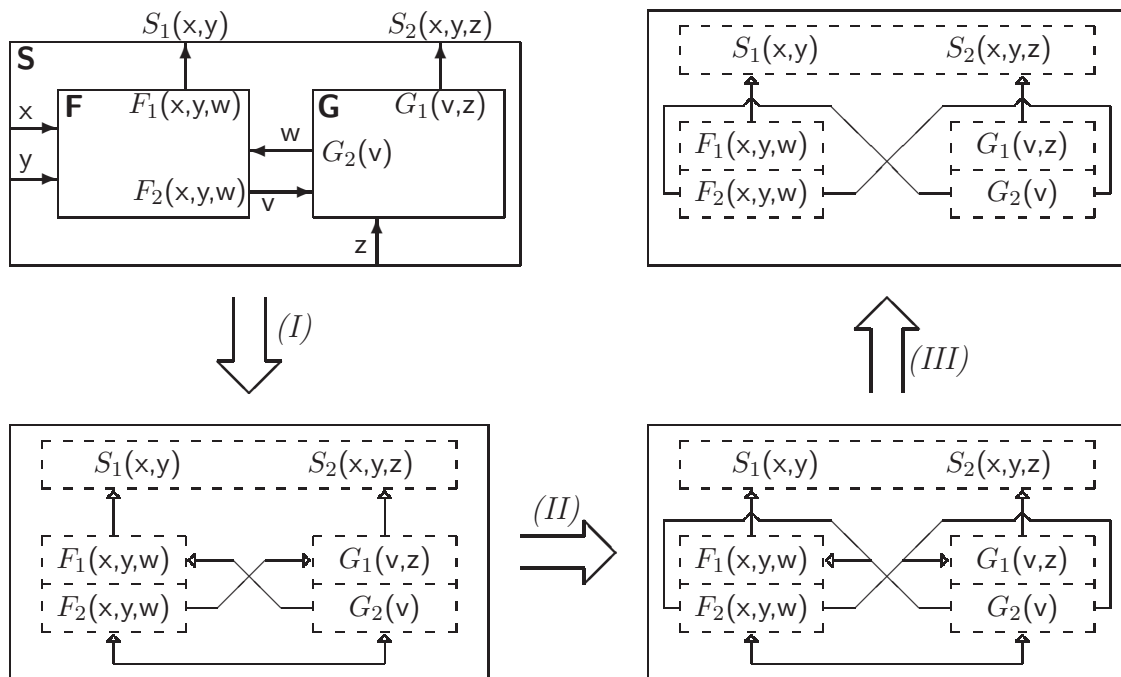 S₁(x,y) S₂(x,y,z)
S
F F₁(x,y,w) G G₁(v,z)
x
w
G₂(v)
y
F₂(x,y,w) v
z
S₁(x,y) S₂(x,y,z)
F₁(x,y,w) G₁(v,z)
F₂(x,y,w) G₂(v)
(I)
(III)
S₁(x,y) S₂(x,y,z)
F₁(x,y,w) G₁(v,z)
F₂(x,y,w) G₂(v)
(II)
S₁(x,y) S₂(x,y,z)
F₁(x,y,w) G₁(v,z)
F₂(x,y,w) G₂(v)